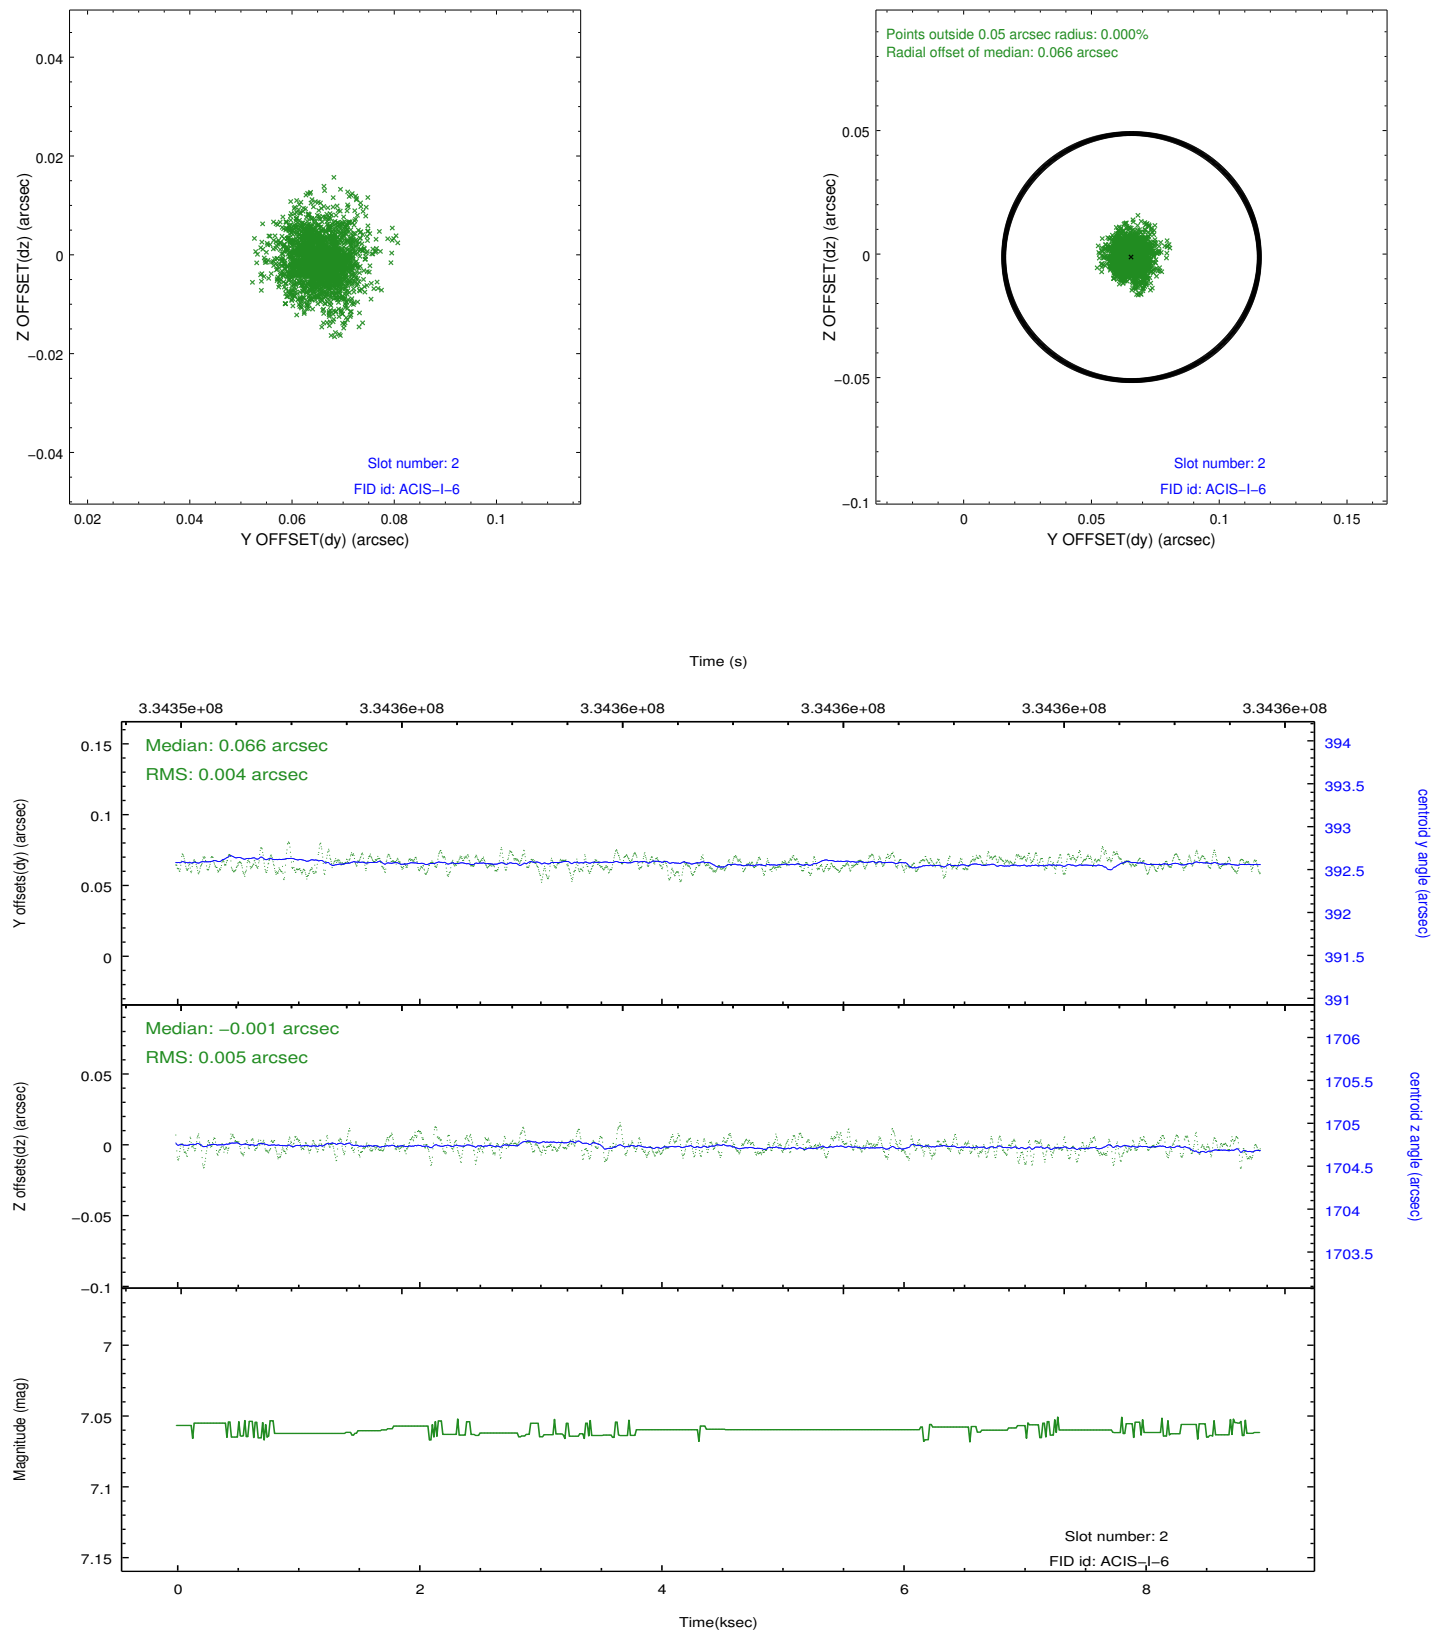 0.04
0.02
0
−0.02
−0.04
Z OFFSET(dz) (arcsec)
Slot number: 2
FID id: ACIS−I−6
0.02 0.04 0.06 0.08 0.1
Y OFFSET(dy) (arcsec)
Points outside 0.05 arcsec radius: 0.000%
Radial offset of median: 0.066 arcsec
0.05
0
−0.05
−0.1
Z OFFSET(dz) (arcsec)
Slot number: 2
FID id: ACIS−I−6
0 0.05 0.1 0.15
Y OFFSET(dy) (arcsec)
Time (s)
3.3435e+08 3.3436e+08 3.3436e+08 3.3436e+08 3.3436e+08 3.3436e+08
Median: 0.066 arcsec
RMS: 0.004 arcsec
0.15
0.1
0.05
0
Y offsets(dy) (arcsec)
394
393.5
393
392.5
392
391.5
391
centroid y angle (arcsec)
Median: −0.001 arcsec
RMS: 0.005 arcsec
0.05
0
−0.05
−0.1
Z offsets(dz) (arcsec)
1706
1705.5
1705
1704.5
1704
1703.5
centroid z angle (arcsec)
7
7.05
7.1
7.15
Magnitude (mag)
Slot number: 2
FID id: ACIS−I−6
0 2 4 6 8
Time(ksec)